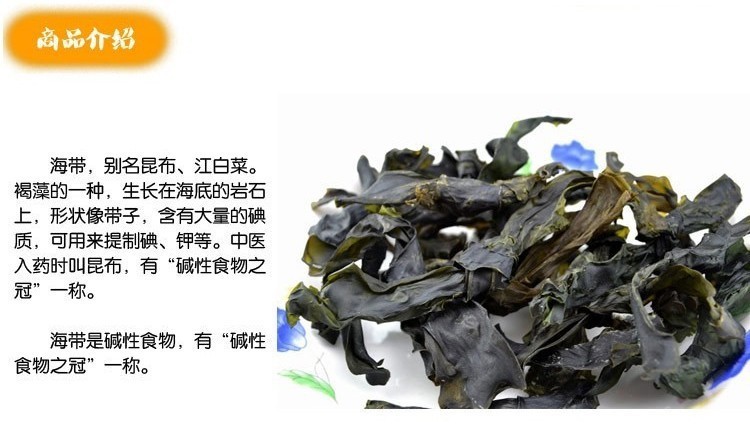 商品介绍
海带，别名昆布、江白菜。
褐藻的一种，生长在海底的岩石
上，形状像带子，含有大量的碘
质，可用来提制碘、钾等。中医
入药时叫昆布，有“碱性食物之
冠”一称。
海带是碱性食物，有“碱性
食物之冠”一称。